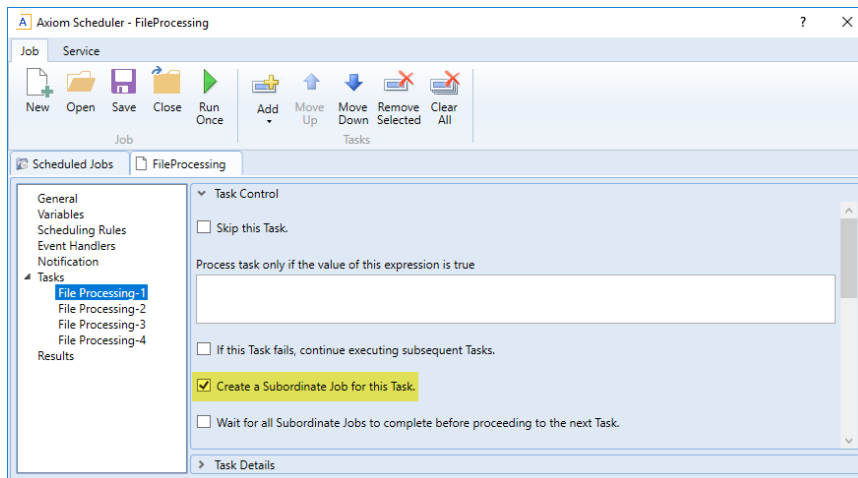 A Axiom Scheduler - FileProcessing ?
Job Service
New Open Save Close Run Once Add Move Up Move Down Remove Selected Clear All
Job Tasks
Scheduled Jobs FileProcessing
General
Variables
Scheduling Rules
Event Handlers
Notification
Tasks
File Processing-1
File Processing-2
File Processing-3
File Processing-4
Results
Task Control
Skip this Task.
Process task only if the value of this expression is true
If this Task fails, continue executing subsequent Tasks.
Create a Subordinate Job for this Task.
Wait for all Subordinate Jobs to complete before proceeding to the next Task.
Task Details